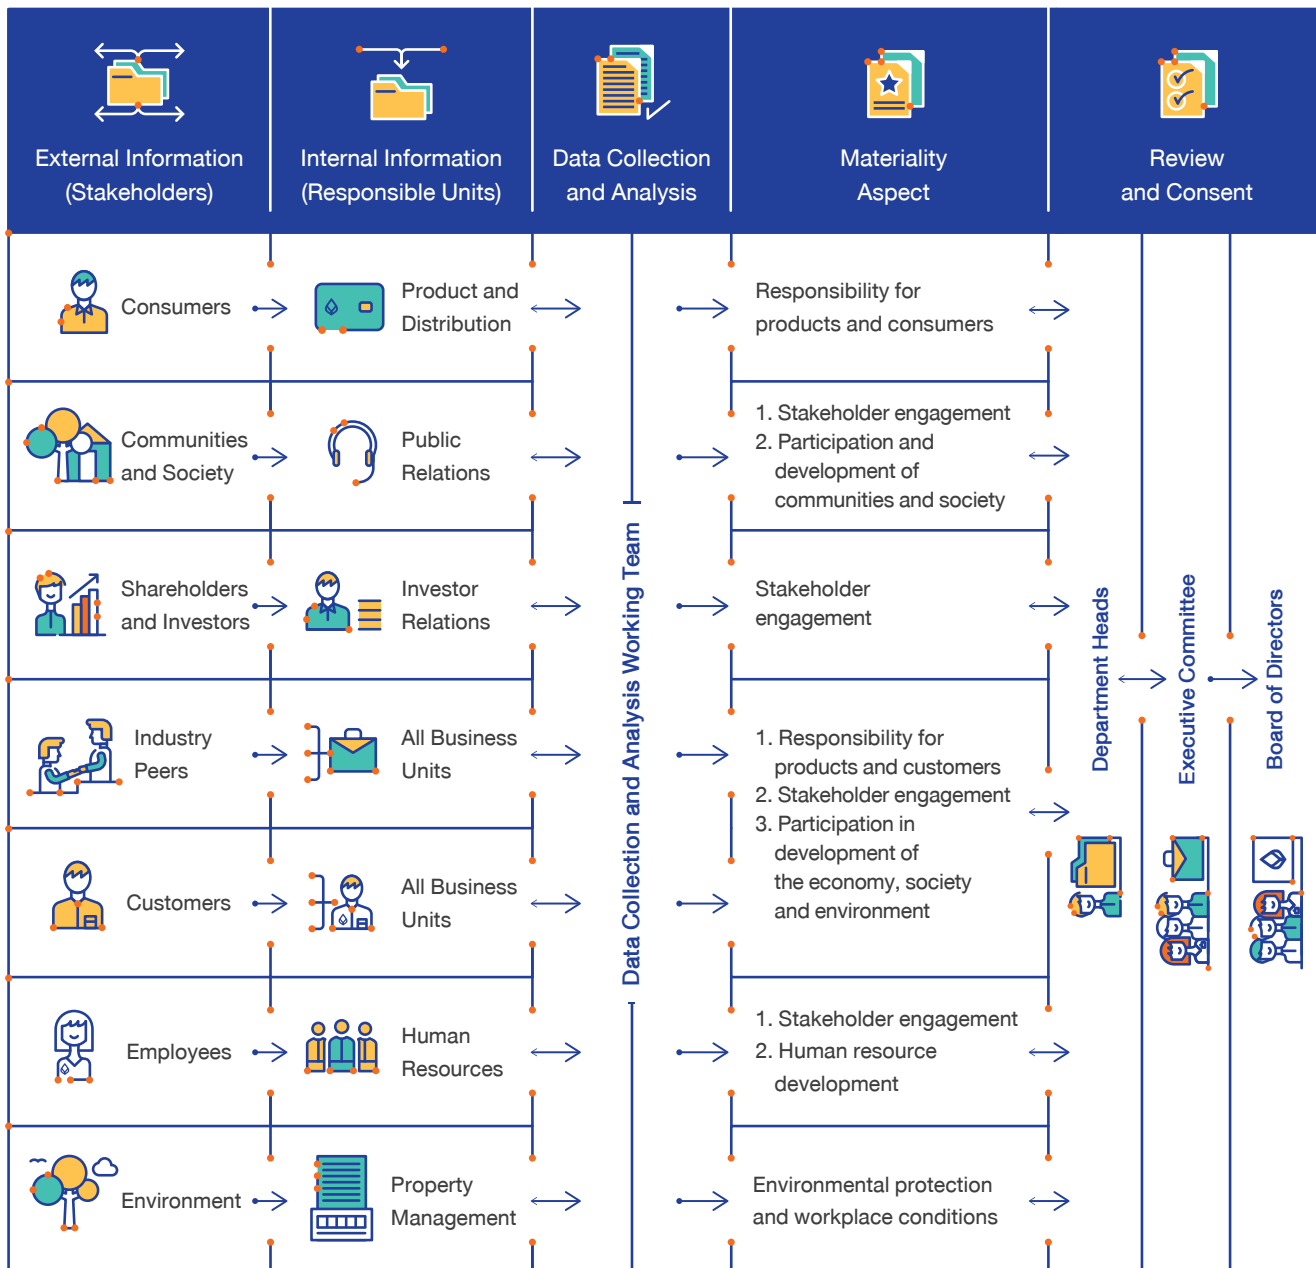 External Information
(Stakeholders)
Internal Information
(Responsible Units)
Data Collection
and Analysis
Materiality
Aspect
Review
and Consent
Consumers
Product and
Distribution
Responsibility for
products and consumers
Communities
and Society
Public
Relations
1. Stakeholder engagement
2. Participation and
development of
communities and society
Shareholders
and Investors
Investor
Relations
Stakeholder
engagement
Industry
Peers
All Business
Units
1. Responsibility for
products and customers
2. Stakeholder engagement
3. Participation in
development of
the economy, society
and environment
Customers
All Business
Units
Employees
Human
Resources
1. Stakeholder engagement
2. Human resource
development
Environment
Property
Management
Environmental protection
and workplace conditions
Data Collection and Analysis Working Team
Department Heads
Executive Committee
Board of Directors